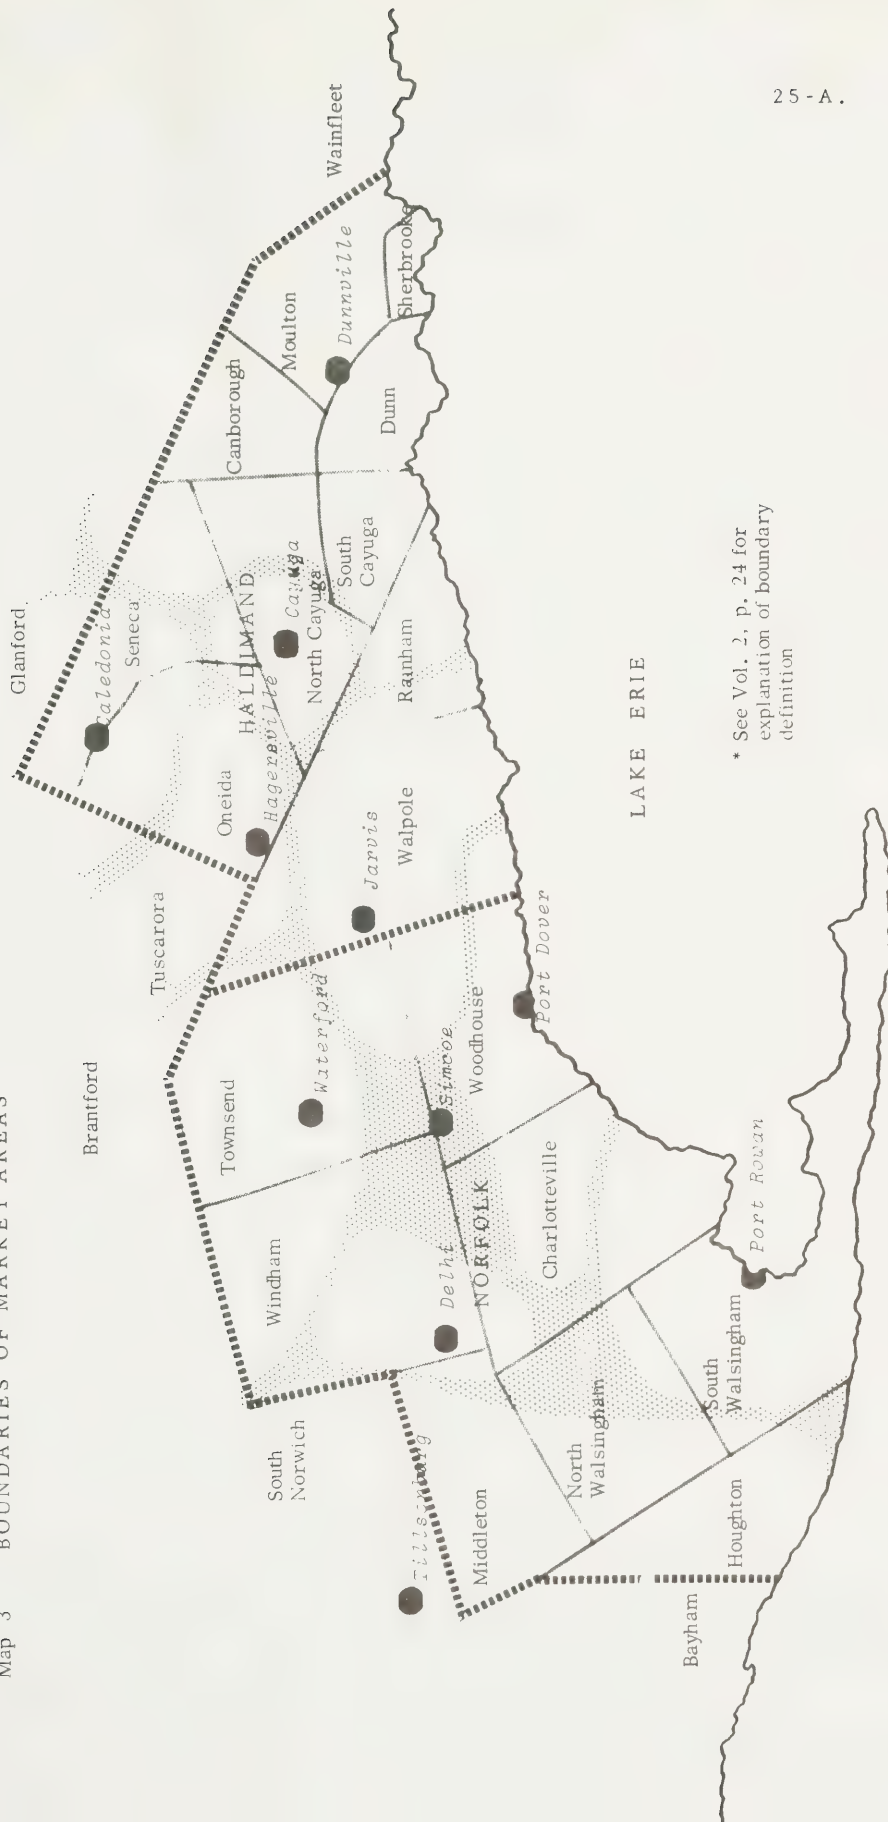 Map 3 BOUNDARIES OF MARKET AREAS
25-A.
Glanford
Wainfleet
Caledonia
Seneca
Canborough
Moulton
Dunnville
Sherbrooke
Dunn
HALDIMAND
Cayuga
North Cayuga
South
Cayuga
Oneida
Hagersville
Rainham
Jarvis
Walpole
Tuscarora
Brantford
Townsend
Waterford
Simcoe
Woodhouse
Port Dover
Windham
Delhi
NORFOLK
Charlotteville
Port Rowan
South
Norwich
Tillsonburg
Middleton
North
Walsingham
South
Walsingham
Houghton
Bayham
LAKE ERIE
* See Vol. 2, p. 24 for
explanation of boundary
definition